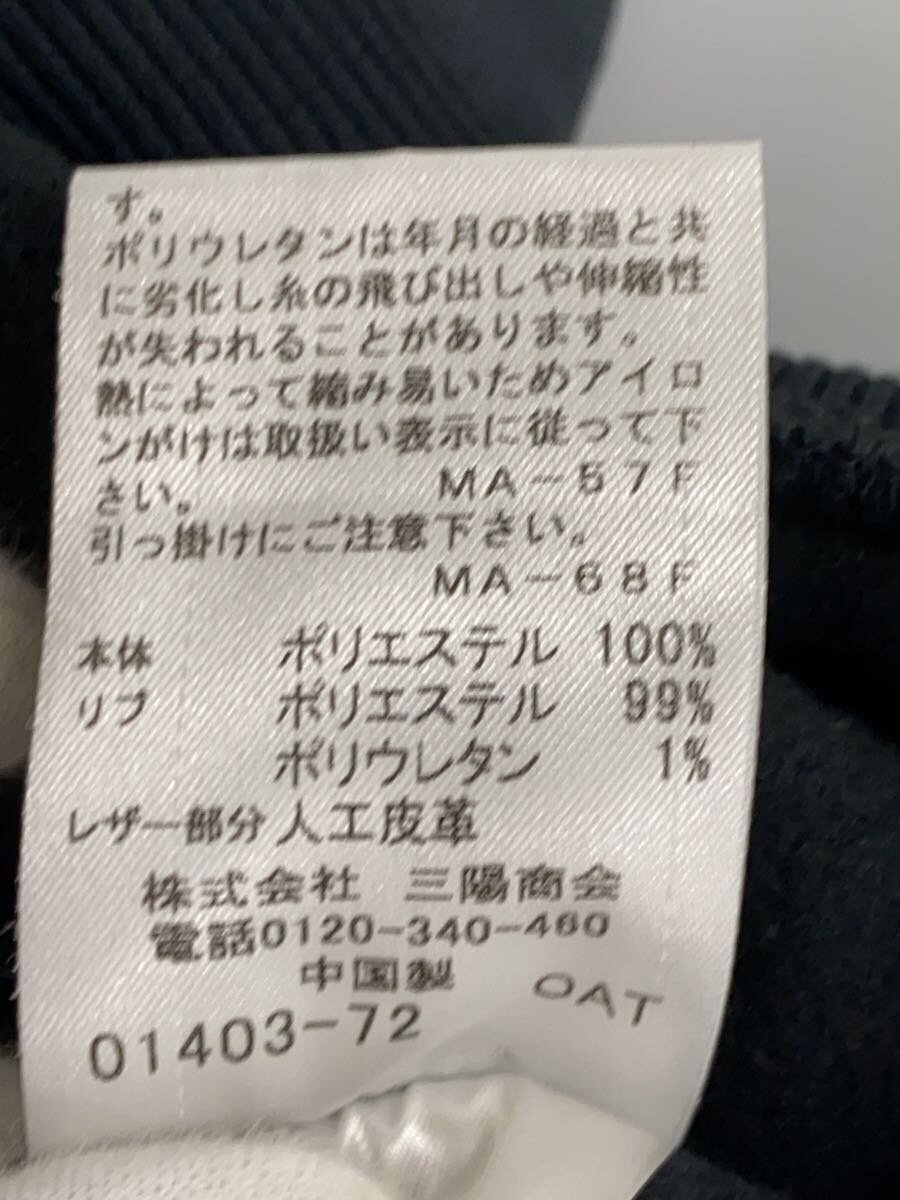 す。
ポリウレタンは年月の経過と共
に劣化し糸の飛び出しや伸縮性
が失われることがあります。
熱によって縮み易いためアイロ
ンがけは取扱い表示に従って下
さい。 MA-57F
引っ掛けにご注意下さい。
MA-68F
本体 ポリエステル 100%
リブ ポリエステル 99%
ポリウレタン 1%
レザー部分 人工皮革
株式会社 三陽商会
電話0120-340-460
中国製 OAT
01403-72